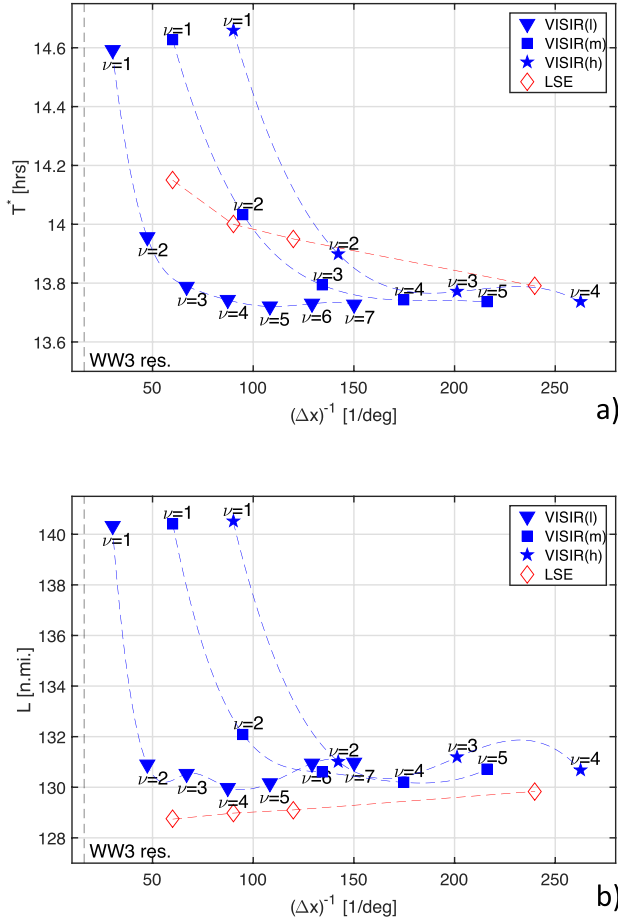 14.6
14.4
14.2
14
13.8
13.6
T* [hrs]
ν=1
ν=1
ν=1
ν=2
ν=2
ν=2
ν=3
ν=3
ν=3
ν=4
ν=4
ν=4
ν=5
ν=5
ν=6
ν=7
VISIR(l)
VISIR(m)
VISIR(h)
LSE
WW3 res.
50 100 150 200 250
(Δx)⁻¹ [1/deg]
a)
140
138
136
134
132
130
128
L [n.mi.]
ν=1
ν=1
ν=1
ν=2
ν=2
ν=2
ν=3
ν=3
ν=4
ν=4
ν=4
ν=5
ν=5
ν=6
ν=7
VISIR(l)
VISIR(m)
VISIR(h)
LSE
WW3 res.
50 100 150 200 250
(Δx)⁻¹ [1/deg]
b)